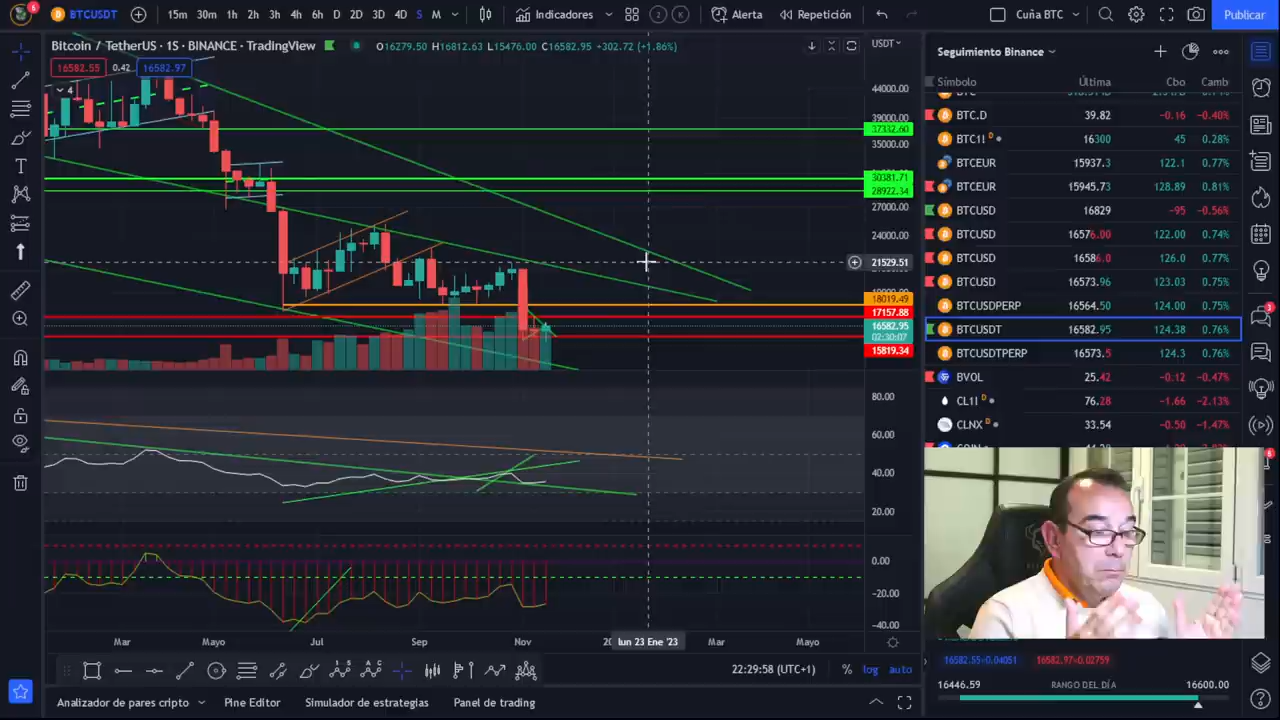 6 BTCUSDT 15m 30m 1h 2h 3h 4h 6h D 2D 3D 4D S M Indicadores 2 K Alerta Repetición Cuña BTC Publicar
Bitcoin / TetherUS · 1S · BINANCE · TradingView O16279.50 H16812.63 L15476.00 C16582.95 +302.72 (+1.86%) USDT
16582.55 0.42 16582.97
4
44000.00
39000.00
37332.60
35000.00
30381.71
28922.34
27000.00
24000.00
21529.51
18019.49
17157.88
16582.95
02:30:07
15819.34
80.00
60.00
40.00
20.00
0.00
-20.00
-40.00
Mar Mayo Jul Sep Nov lun 23 Ene '23 Mar Mayo
22:29:58 (UTC+1) % log auto
Analizador de pares cripto Pine Editor Simulador de estrategias Panel de trading
Seguimiento Binance
Símbolo Última Cbo Camb
BTC.D 39.82 -0.16 -0.40%
BTC1! D 16300 45 0.28%
BTCEUR 15937.3 122.1 0.77%
BTCEUR 15945.73 128.89 0.81%
BTCUSD 16829 -95 -0.56%
BTCUSD 16576.00 122.00 0.74%
BTCUSD 16586.0 126.0 0.77%
BTCUSD 16573.96 123.03 0.75%
BTCUSDPERP 16564.50 124.00 0.75%
BTCUSDT 16582.95 124.38 0.76%
BTCUSDTPERP 16573.5 124.3 0.76%
BVOL 25.42 -0.12 -0.47%
CL1! D 76.28 -1.66 -2.13%
CLNX D 33.54 -0.50 -1.47%
3
6
16582.55×0.04051 16582.97×0.02759
16446.59 RANGO DEL DÍA 16600.00